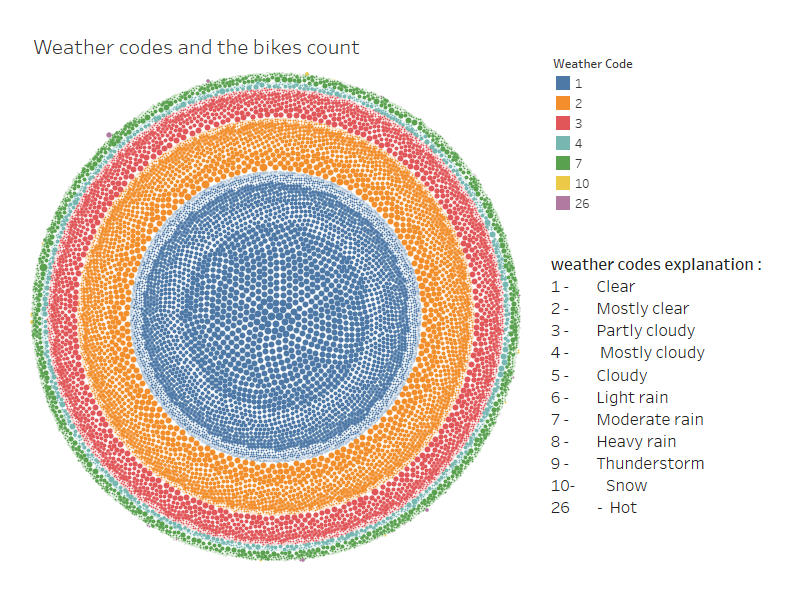 Weather codes and the bikes count
Weather Code
1
2
3
4
7
10
26
weather codes explanation :
1 - Clear
2 - Mostly clear
3 - Partly cloudy
4 - Mostly cloudy
5 - Cloudy
6 - Light rain
7 - Moderate rain
8 - Heavy rain
9 - Thunderstorm
10- Snow
26 - Hot